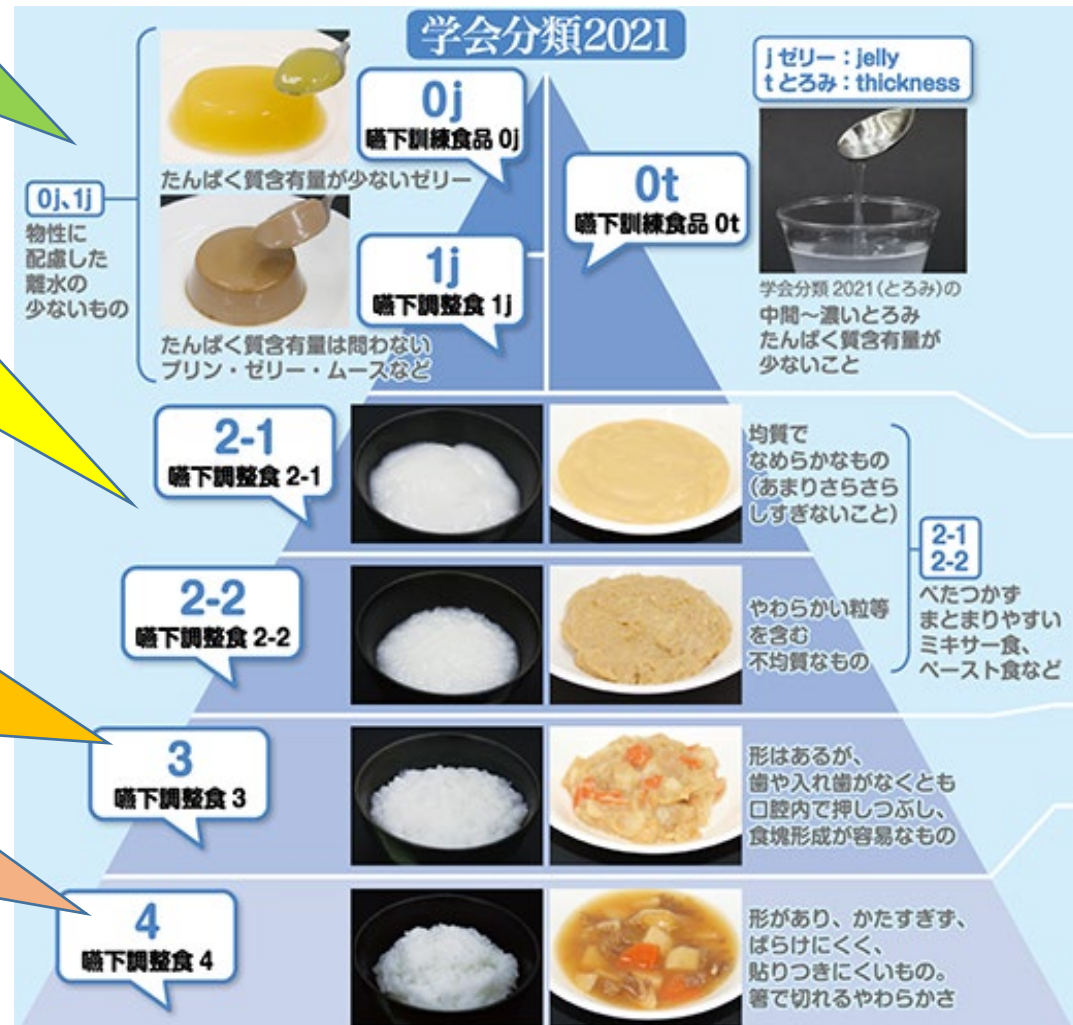 学会分類2021
j ゼリー：jelly
t とろみ：thickness
0j
嚥下訓練食品 0j
たんぱく質含有量が少ないゼリー
0j、1j
物性に
配慮した
離水の
少ないもの
1j
嚥下調整食 1j
たんぱく質含有量は問わない
プリン・ゼリー・ムースなど
0t
嚥下訓練食品 0t
学会分類 2021（とろみ）の
中間～濃いとろみ
たんぱく質含有量が
少ないこと
2-1
嚥下調整食 2-1
均質で
なめらかなもの
（あまりさらさら
しすぎないこと）
2-2
嚥下調整食 2-2
やわらかい粒等
を含む
不均質なもの
2-1
2-2
べたつかず
まとまりやすい
ミキサー食、
ペースト食など
3
嚥下調整食 3
形はあるが、
歯や入れ歯がなくとも
口腔内で押しつぶし、
食塊形成が容易なもの
4
嚥下調整食 4
形があり、かたすぎず、
ばらけにくく、
貼りつきにくいもの。
箸で切れるやわらかさ